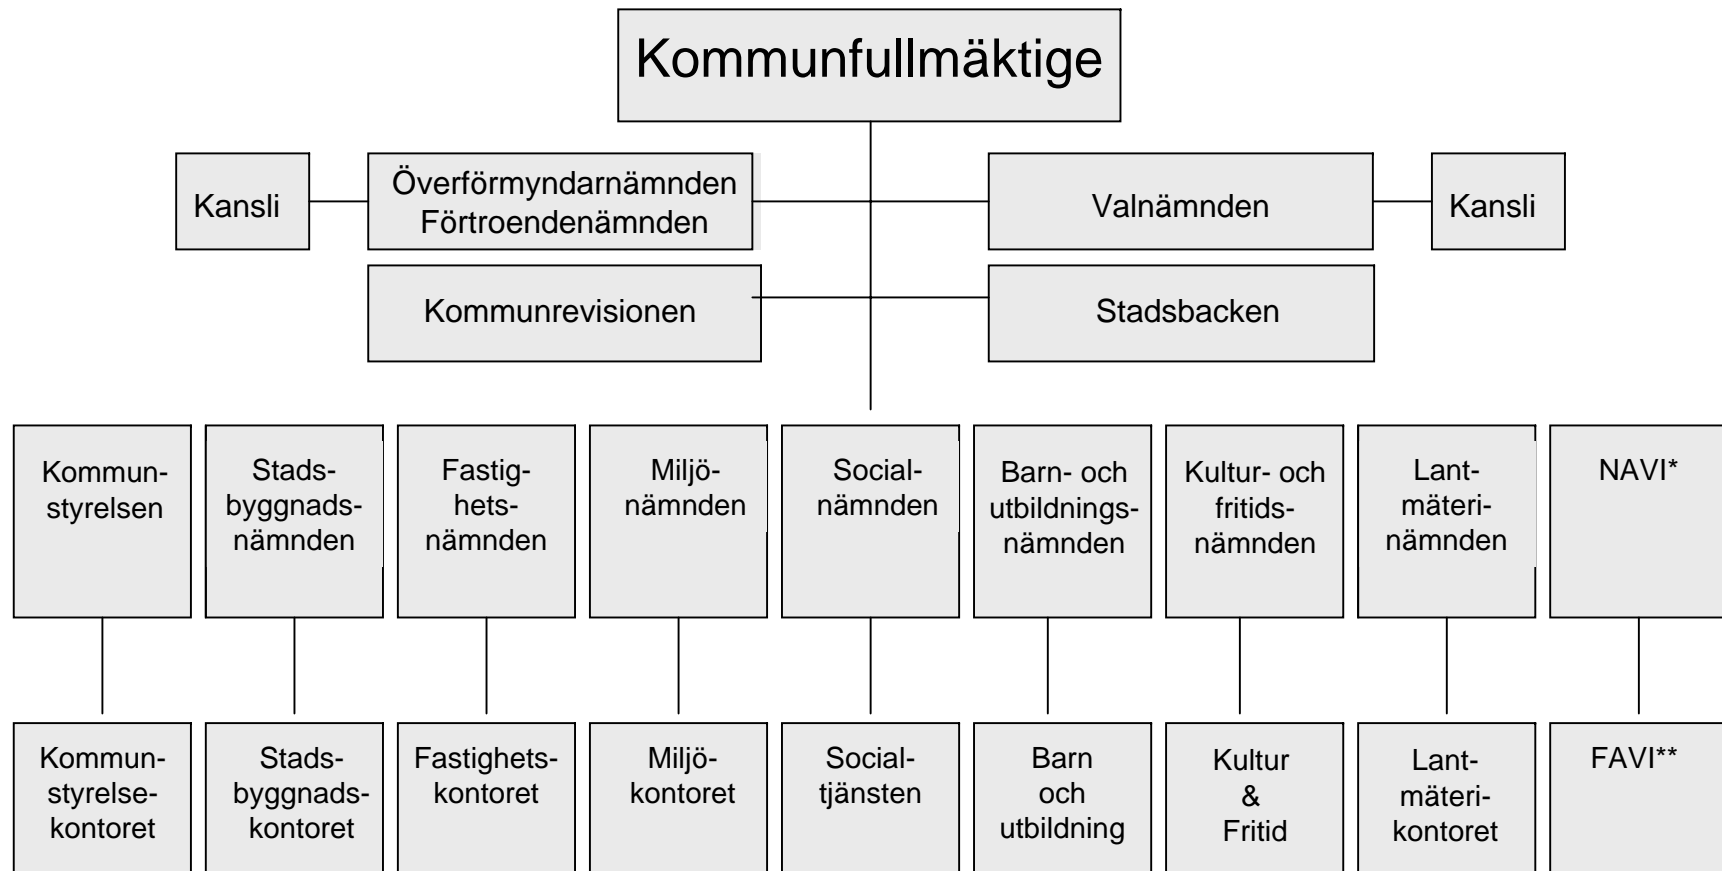 Kommunfullmäktige
Kansli
Överförmyndarnämnden
Förtroendenämnden
Valnämnden
Kansli
Kommunrevisionen
Stadsbacken
Kommun-
styrelsen
Stads-
byggnads-
nämnden
Fastig-
hets-
nämnden
Miljö-
nämnden
Social-
nämnden
Barn- och
utbildnings-
nämnden
Kultur- och
fritids-
nämnden
Lant-
mäteri-
nämnden
NAVI*
Kommun-
styrelse-
kontoret
Stads-
byggnads-
kontoret
Fastighets-
kontoret
Miljö-
kontoret
Social-
tjänsten
Barn
och
utbildning
Kultur
&
Fritid
Lant-
mäteri-
kontoret
FAVI**